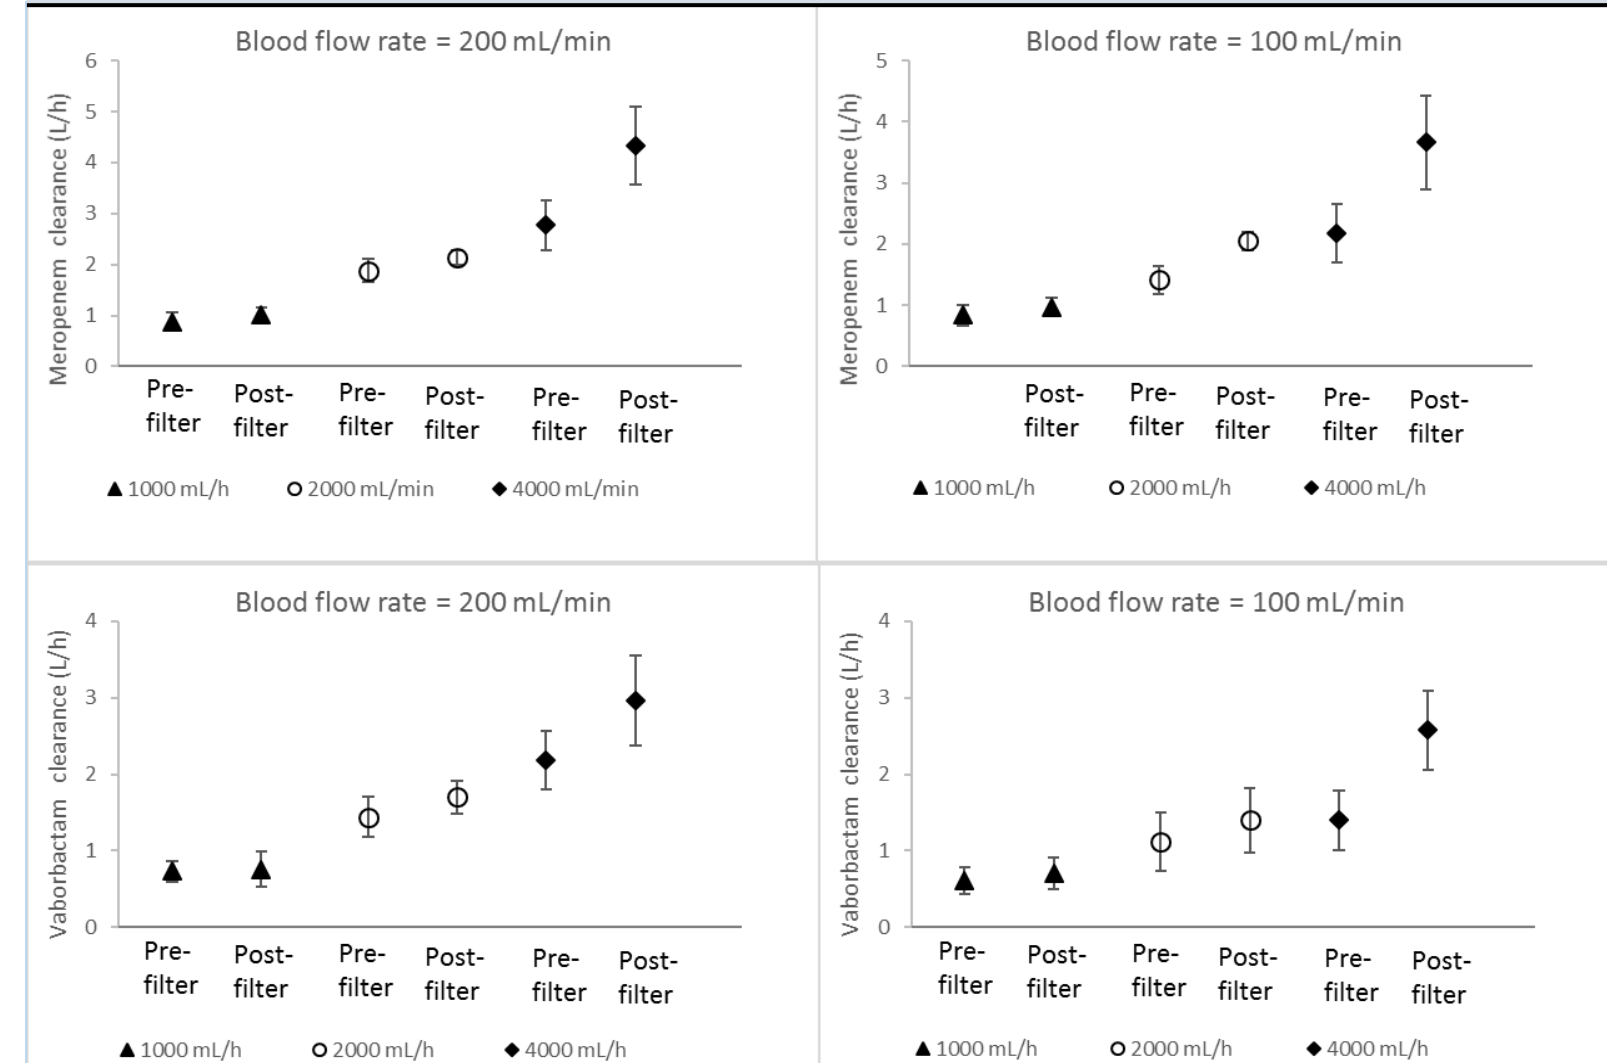 Blood flow rate = 200 mL/min
Meropenem clearance (L/h)
6
5
4
3
2
1
0
Pre-
filter
Post-
filter
Pre-
filter
Post-
filter
Pre-
filter
Post-
filter
1000 mL/h
2000 mL/min
4000 mL/min
Blood flow rate = 100 mL/min
Meropenem clearance (L/h)
5
4
3
2
1
0
Post-
filter
Pre-
filter
Post-
filter
Pre-
filter
Post-
filter
1000 mL/h
2000 mL/h
4000 mL/h
Blood flow rate = 200 mL/min
Vaborbactam clearance (L/h)
4
3
2
1
0
Pre-
filter
Post-
filter
Pre-
filter
Post-
filter
Pre-
filter
Post-
filter
1000 mL/h
2000 mL/h
4000 mL/h
Blood flow rate = 100 mL/min
Vaborbactam clearance (L/h)
4
3
2
1
0
Pre-
filter
Post-
filter
Pre-
filter
Post-
filter
Pre-
filter
Post-
filter
1000 mL/h
2000 mL/h
4000 mL/h